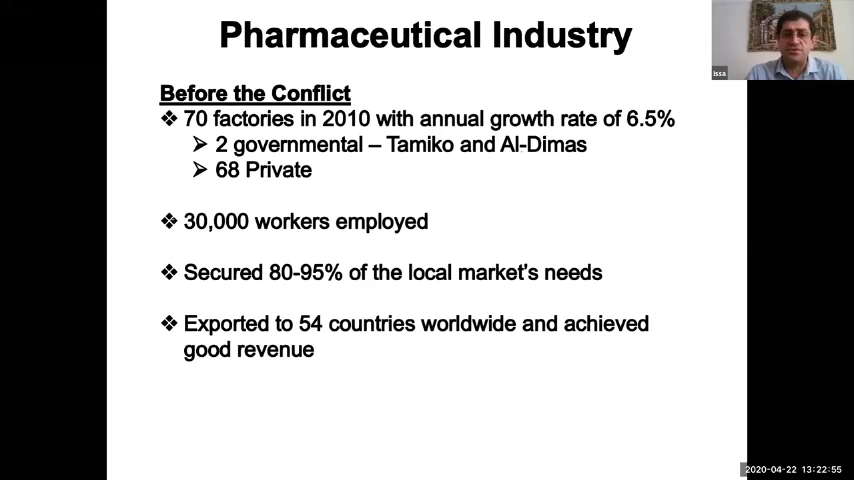 Pharmaceutical Industry
Issa
Before the Conflict
❖ 70 factories in 2010 with annual growth rate of 6.5%
➢ 2 governmental – Tamiko and Al-Dimas
➢ 68 Private
❖ 30,000 workers employed
❖ Secured 80-95% of the local market's needs
❖ Exported to 54 countries worldwide and achieved
good revenue
2020-04-22 13:22:55